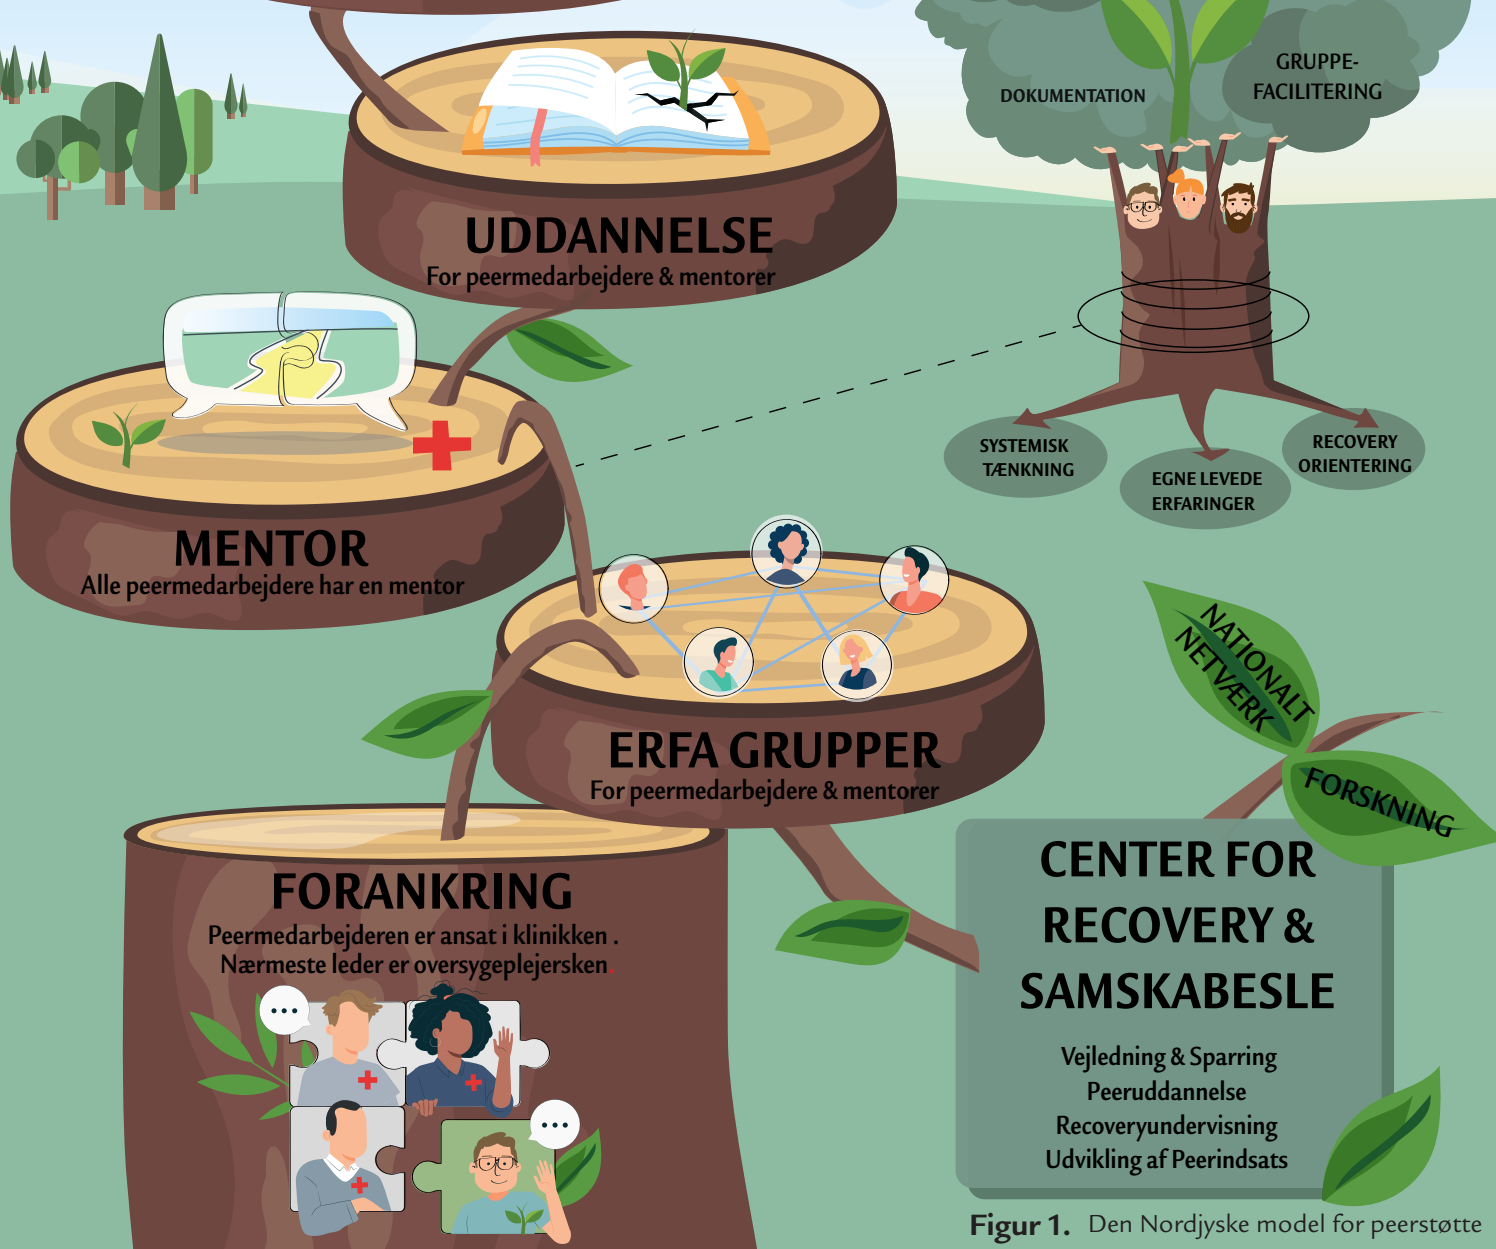 DOKUMENTATION
GRUPPE-
FACILITERING
UDDANNELSE
For peermedarbejdere & mentorer
SYSTEMISK
TÆNKNING
EGNE LEVEDE
ERFARINGER
RECOVERY
ORIENTERING
MENTOR
Alle peermedarbejdere har en mentor
ERFA GRUPPER
For peermedarbejdere & mentorer
NATIONALT
NETVÆRK
FORSKNING
FORANKRING
Peermedarbejderen er ansat i klinikken .
Nærmeste leder er oversygeplejersken.
CENTER FOR
RECOVERY &
SAMSKABESLE
Vejledning & Sparring
Peeruddannelse
Recoveryundervisning
Udvikling af Peerindsats
Figur 1. Den Nordjyske model for peerstøtte